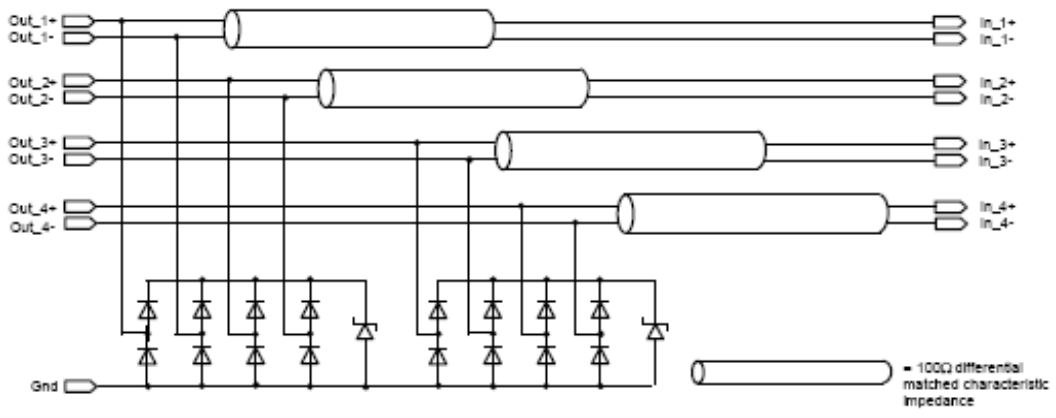 Out_1+ In_1+
Out_1- In_1-
Out_2+ In_2+
Out_2- In_2-
Out_3+ In_3+
Out_3- In_3-
Out_4+ In_4+
Out_4- In_4-
Gnd
= 100Ω differential
matched characteristic
impedance